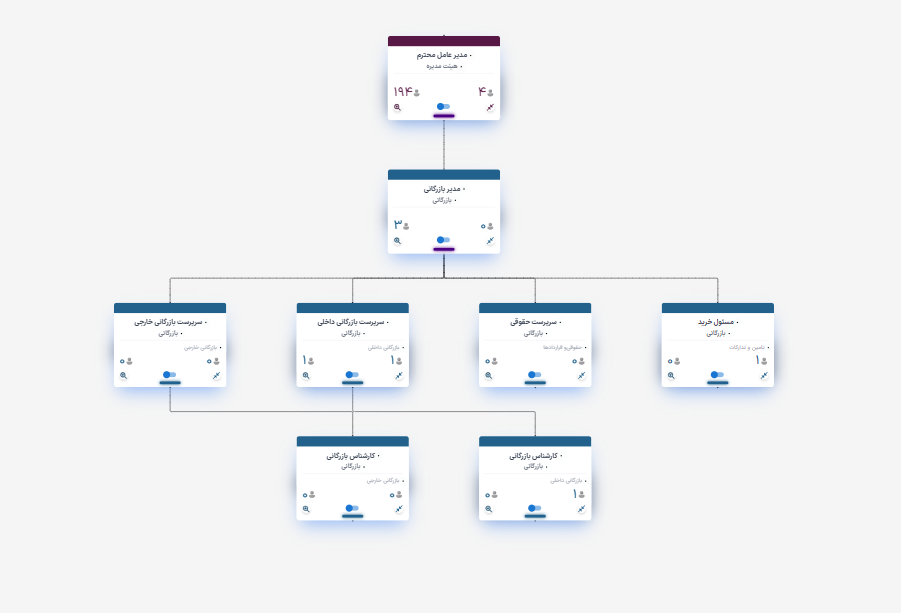 مدیر عامل محترم
هیئت مدیره
۴
۱۹۴
مدیر بازرگانی
بازرگانی
۰
۳
مسئول خرید
بازرگانی
تامین و تدارکات
۱
۰
سرپرست حقوقی
بازرگانی
حقوقی و قراردادها
۰
۰
سرپرست بازرگانی داخلی
بازرگانی
بازرگانی داخلی
۱
۱
سرپرست بازرگانی خارجی
بازرگانی
بازرگانی خارجی
۰
۰
کارشناس بازرگانی
بازرگانی
بازرگانی داخلی
۱
۰
کارشناس بازرگانی
بازرگانی
بازرگانی خارجی
۰
۰